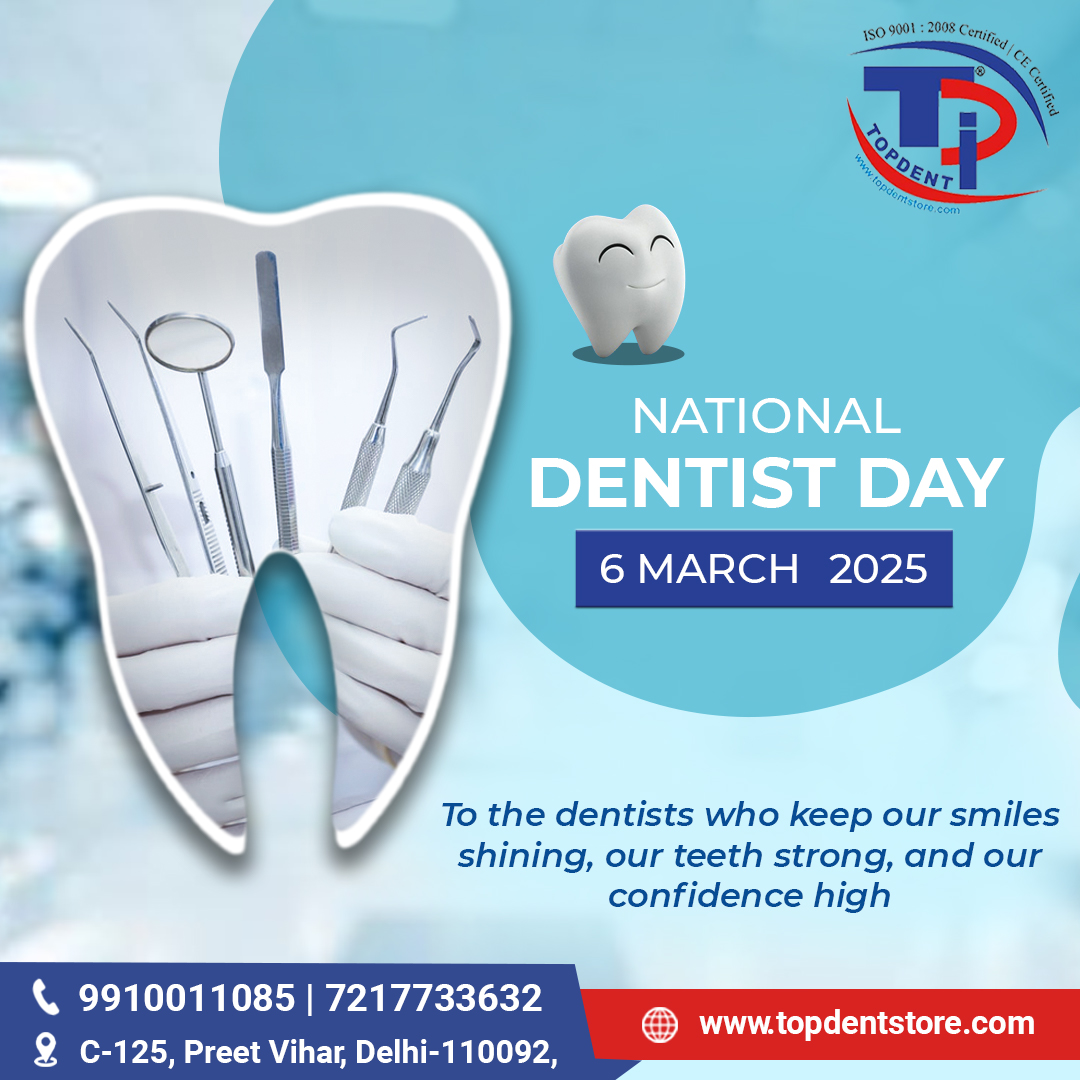 ISO 9001 : 2008 Certified | CE Certified
TDi®
TOPDENT
www.topdentstore.com
NATIONAL
DENTIST DAY
6 MARCH 2025
To the dentists who keep our smiles
shining, our teeth strong, and our
confidence high
9910011085 | 7217733632
C-125, Preet Vihar, Delhi-110092,
www.topdentstore.com